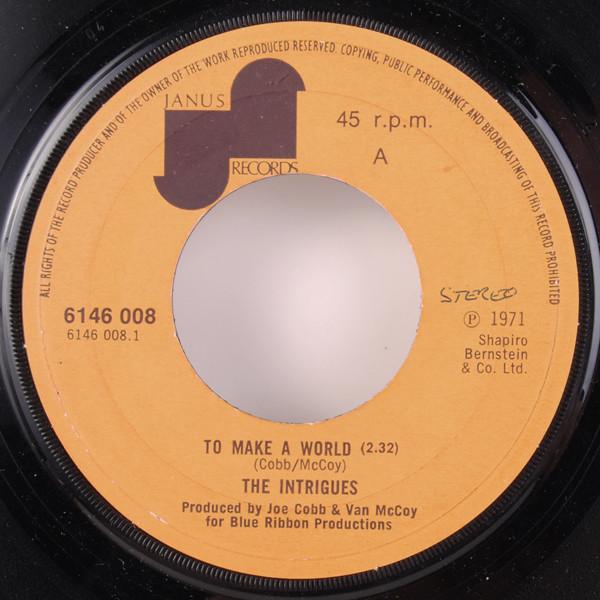 ALL RIGHTS OF THE RECORD PRODUCER AND OF THE OWNER OF THE WORK REPRODUCED RESERVED. COPYING, PUBLIC PERFORMANCE AND BROADCASTING OF THIS RECORD PROHIBITED
JANUS
RECORDS
45 r.p.m.
A
6146 008
6146 008.1
STEREO
℗ 1971
Shapiro
Bernstein
& Co. Ltd.
TO MAKE A WORLD (2.32)
(Cobb/McCoy)
THE INTRIGUES
Produced by Joe Cobb & Van McCoy
for Blue Ribbon Productions